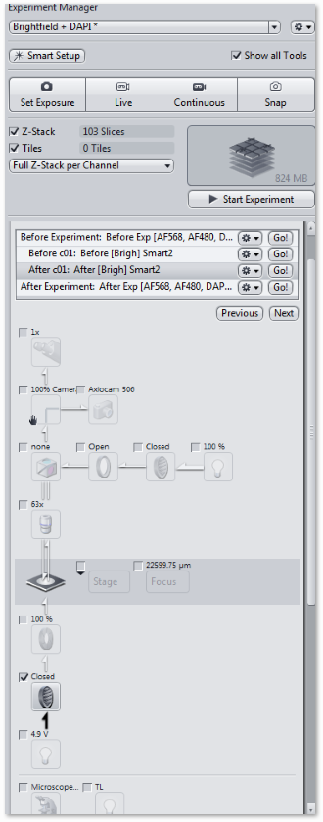 Experiment Manager
Brightfield + DAPI *
Smart Setup
Show all Tools
Set Exposure
Live
Continuous
Snap
Z-Stack
103 Slices
Tiles
0 Tiles
Full Z-Stack per Channel
824 MB
Start Experiment
Before Experiment: Before Exp [AF568, AF480, D...
Go!
Before c01: Before [Brigh] Smart2
Go!
After c01: After [Brigh] Smart2
Go!
After Experiment: After Exp [AF568, AF480, DAP...
Go!
Previous
Next
1x
100% Camera
Axiocam 506
none
Open
Closed
100 %
63x
22599.75 µm
Stage
Focus
100 %
Closed
4.9 V
Microscope...
TL